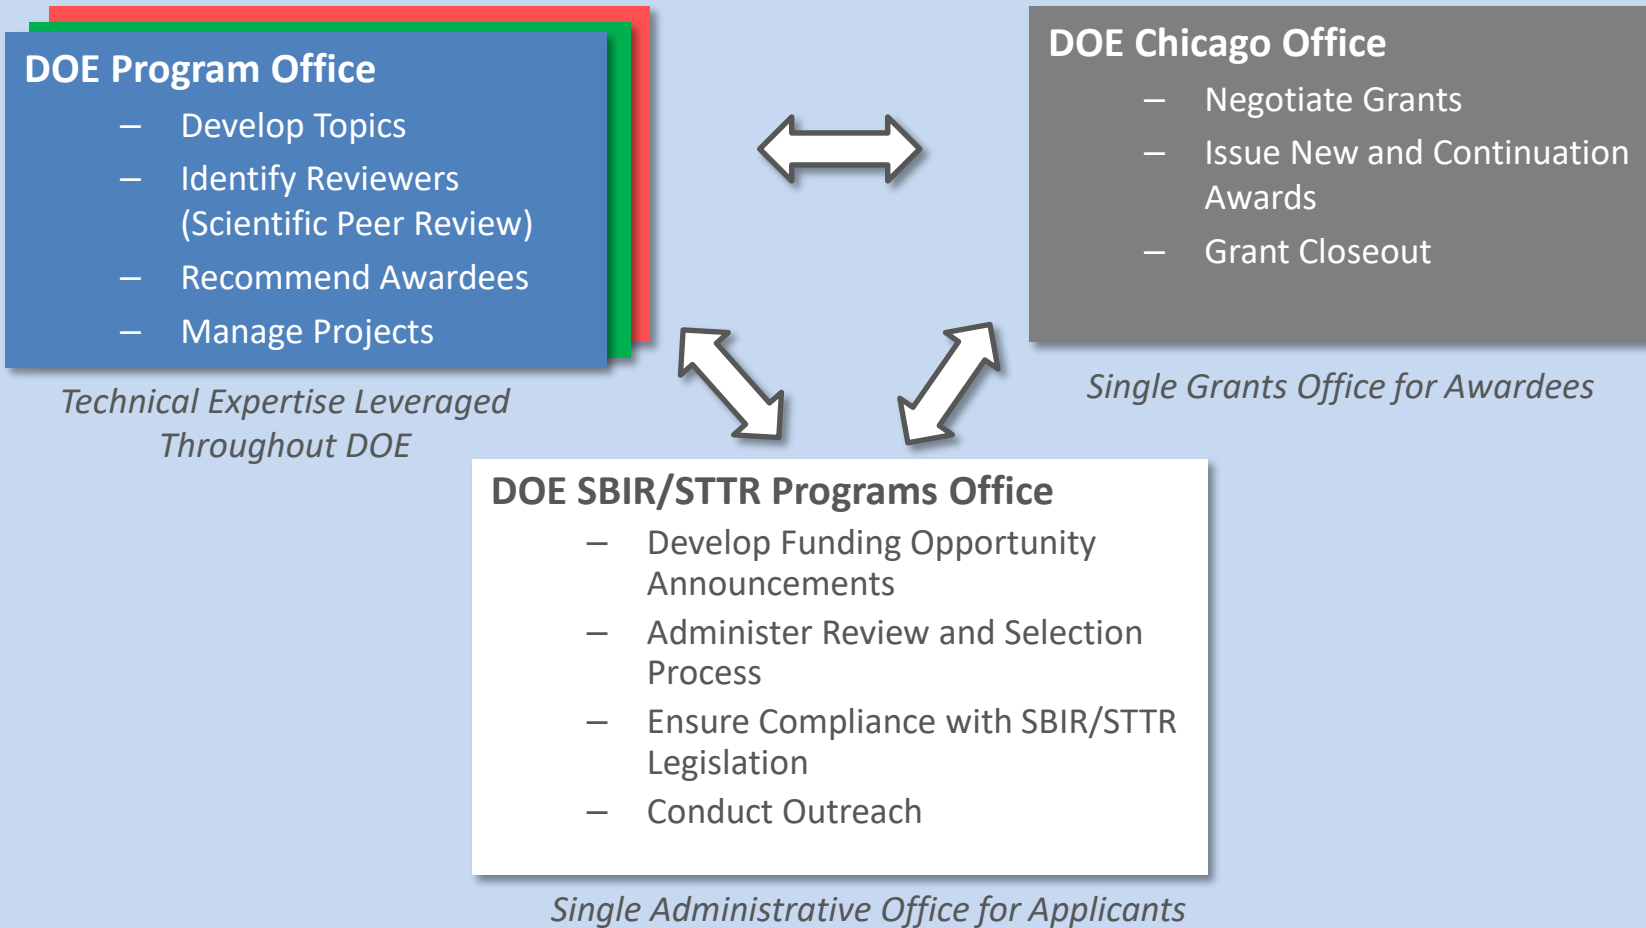 DOE Program Office
– Develop Topics
– Identify Reviewers
(Scientific Peer Review)
– Recommend Awardees
– Manage Projects
Technical Expertise Leveraged
Throughout DOE
DOE Chicago Office
– Negotiate Grants
– Issue New and Continuation
Awards
– Grant Closeout
Single Grants Office for Awardees
DOE SBIR/STTR Programs Office
– Develop Funding Opportunity
Announcements
– Administer Review and Selection
Process
– Ensure Compliance with SBIR/STTR
Legislation
– Conduct Outreach
Single Administrative Office for Applicants